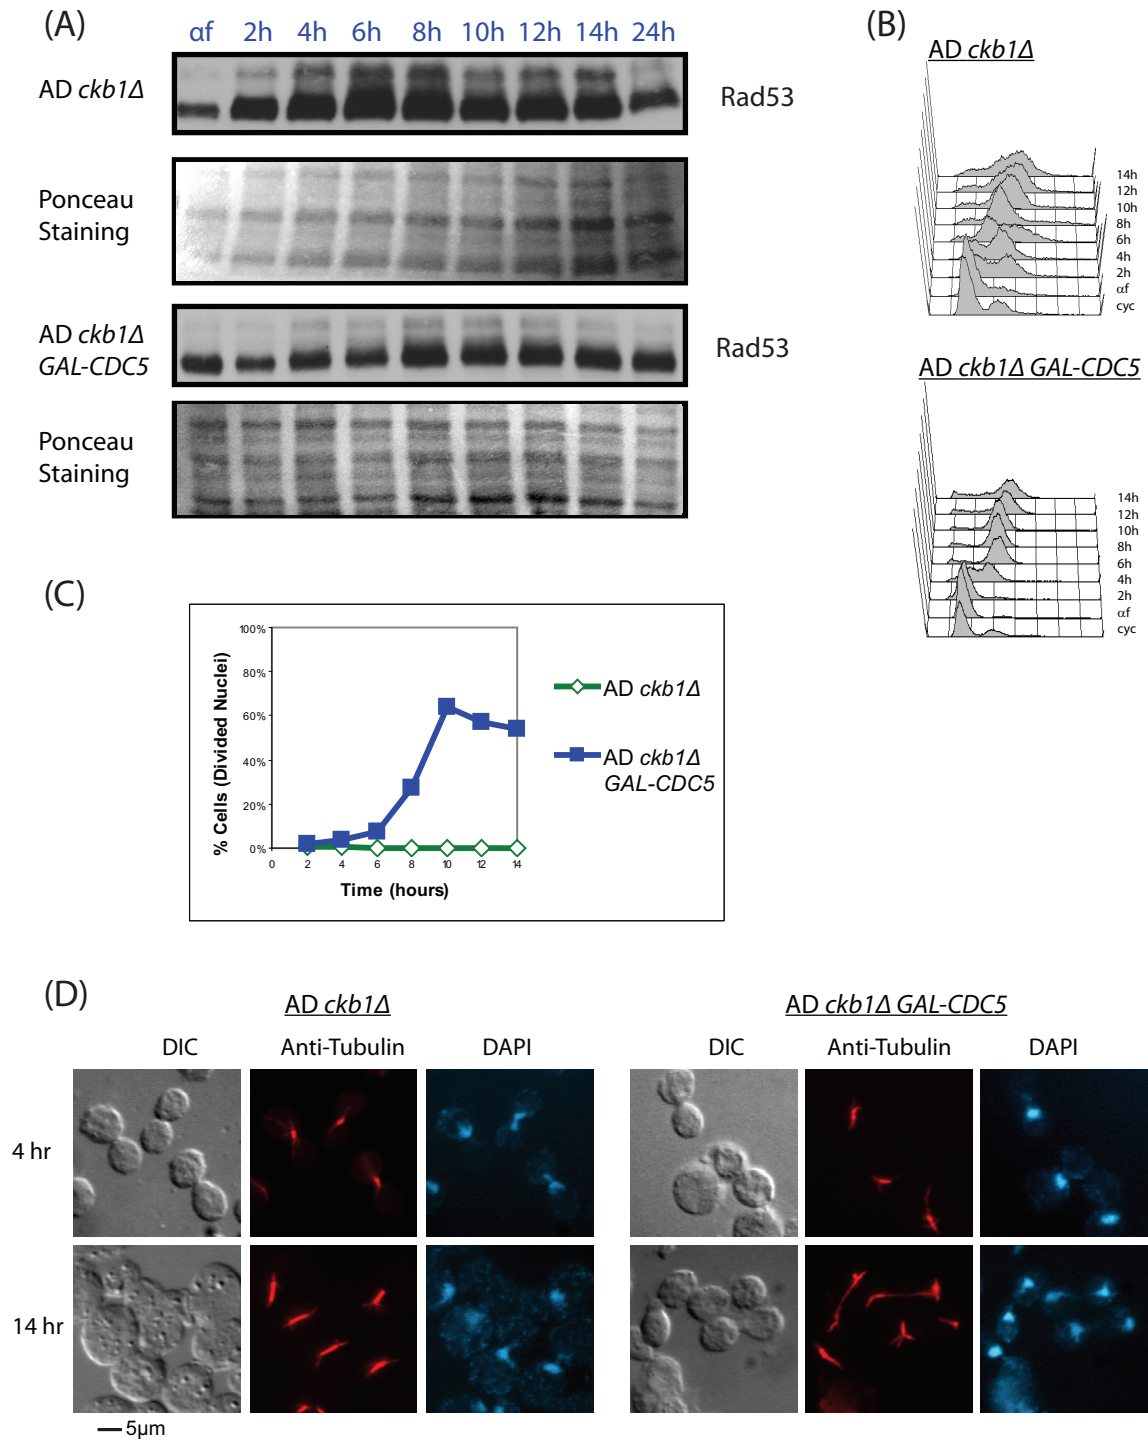 (A)
αf 2h 4h 6h 8h 10h 12h 14h 24h
AD ckb1Δ
Rad53
Ponceau
Staining
AD ckb1Δ
GAL-CDC5
Rad53
Ponceau
Staining
(B)
AD ckb1Δ
14h
12h
10h
8h
6h
4h
2h
αf
cyc
AD ckb1Δ GAL-CDC5
14h
12h
10h
8h
6h
4h
2h
αf
cyc
(C)
% Cells (Divided Nuclei)
100%
80%
60%
40%
20%
0%
0 2 4 6 8 10 12 14
Time (hours)
AD ckb1Δ
AD ckb1Δ
GAL-CDC5
(D)
AD ckb1Δ
AD ckb1Δ GAL-CDC5
DIC Anti-Tubulin DAPI DIC Anti-Tubulin DAPI
4 hr
14 hr
5μm